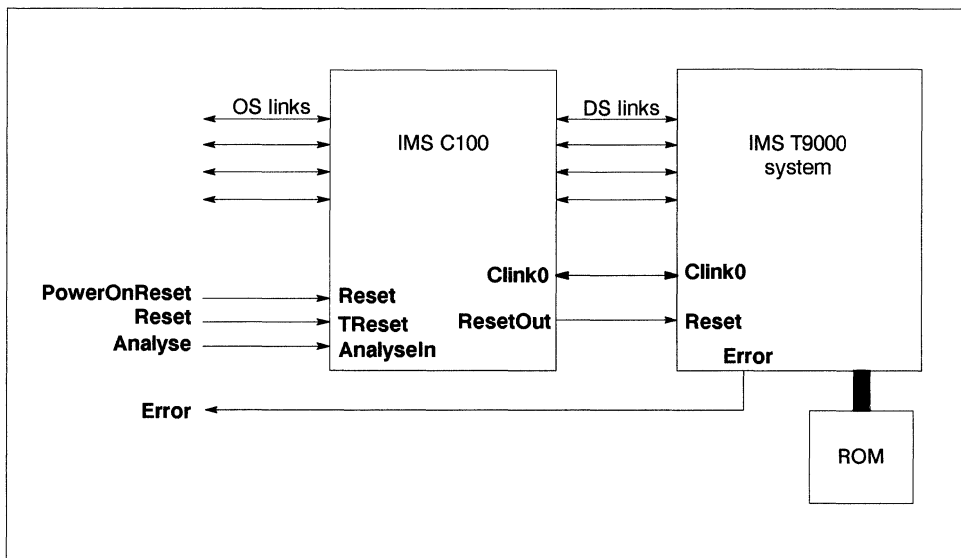 OS links
DS links
IMS C100
IMS T9000
system
Clink0
Clink0
PowerOnReset
Reset
Reset
TReset
ResetOut
Reset
Analyse
AnalyseIn
Error
Error
ROM